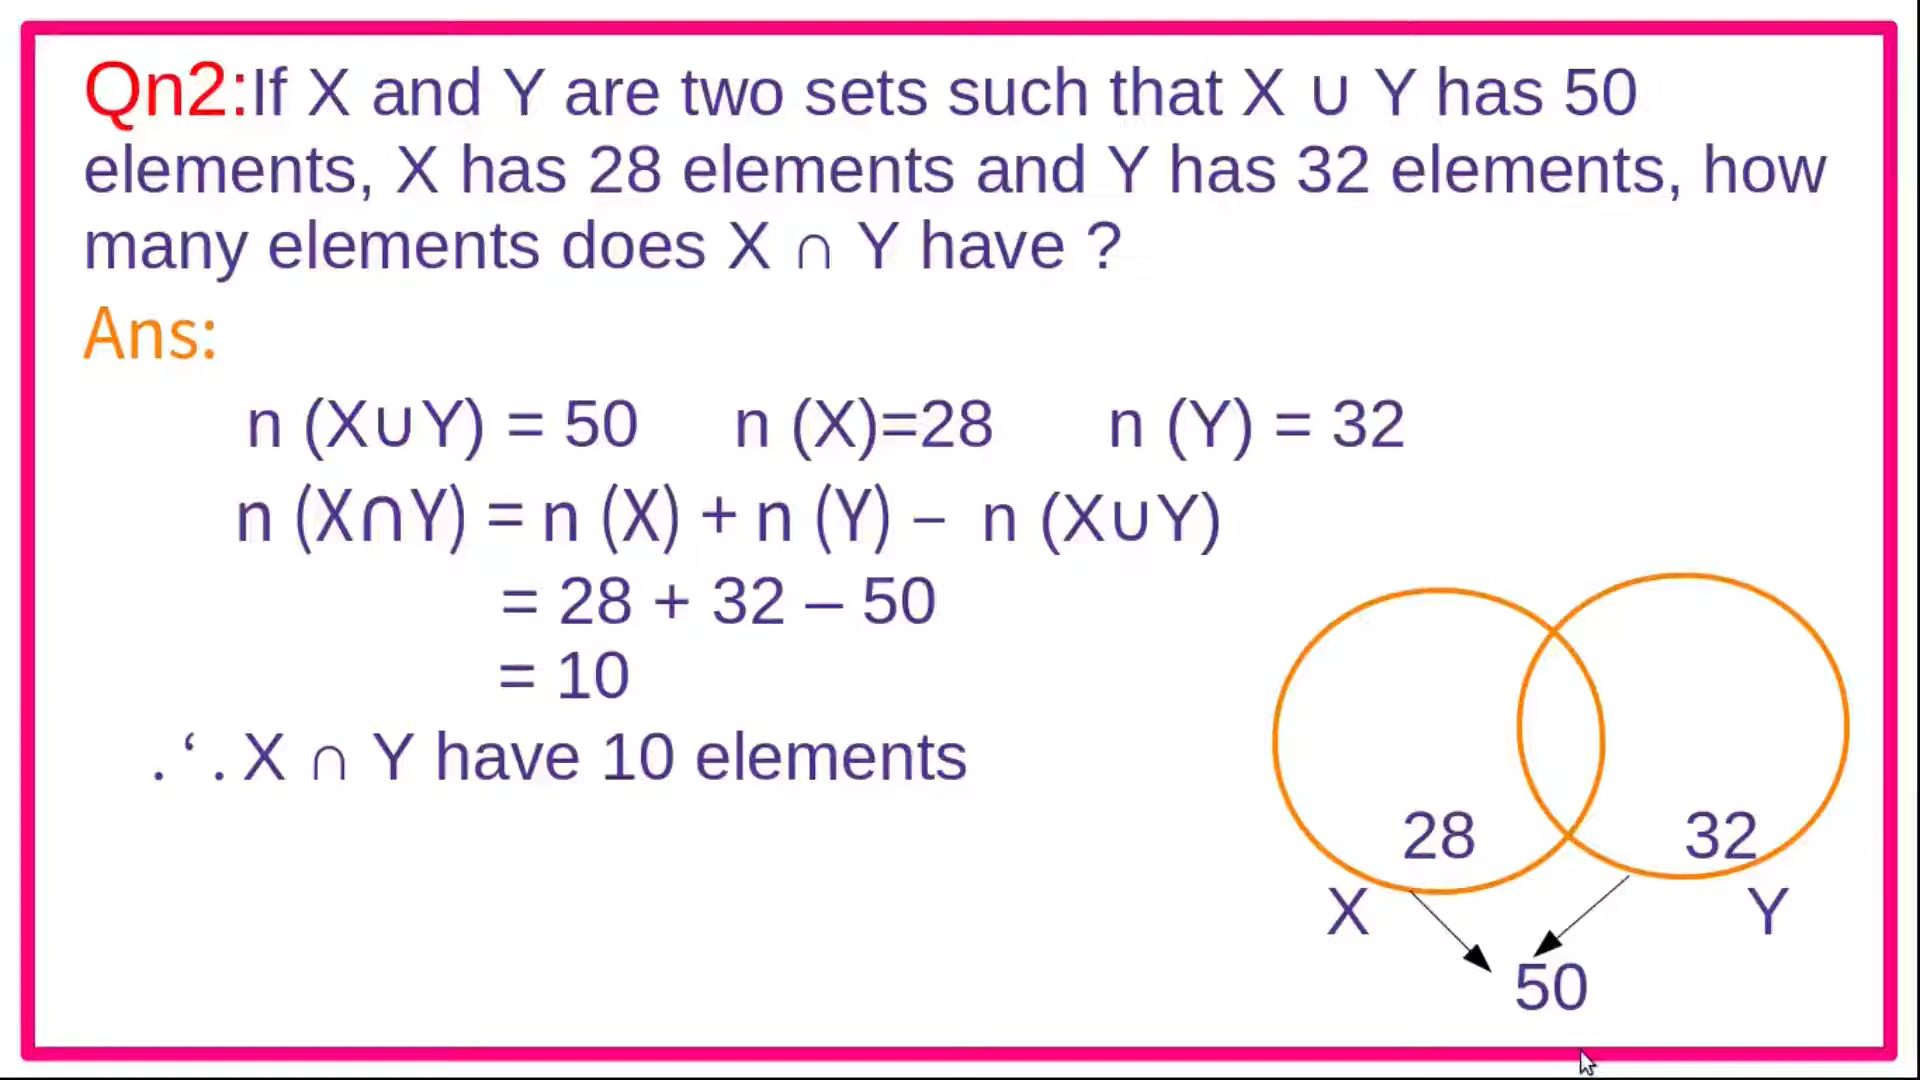 Qn2:If X and Y are two sets such that X ∪ Y has 50
elements, X has 28 elements and Y has 32 elements, how
many elements does X ∩ Y have ?
Ans:
n (X∪Y) = 50 n (X)=28 n (Y) = 32
n (X∩Y) = n (X) + n (Y) – n (X∪Y)
= 28 + 32 – 50
= 10
. ‘ . X ∩ Y have 10 elements
28 32
X Y
50